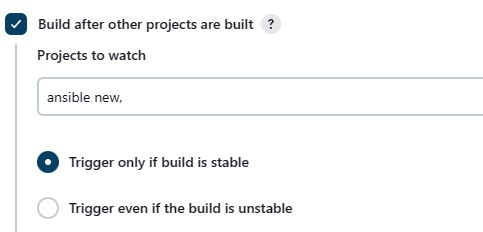 Build after other projects are built ?
Projects to watch
ansible new,
Trigger only if build is stable
Trigger even if the build is unstable